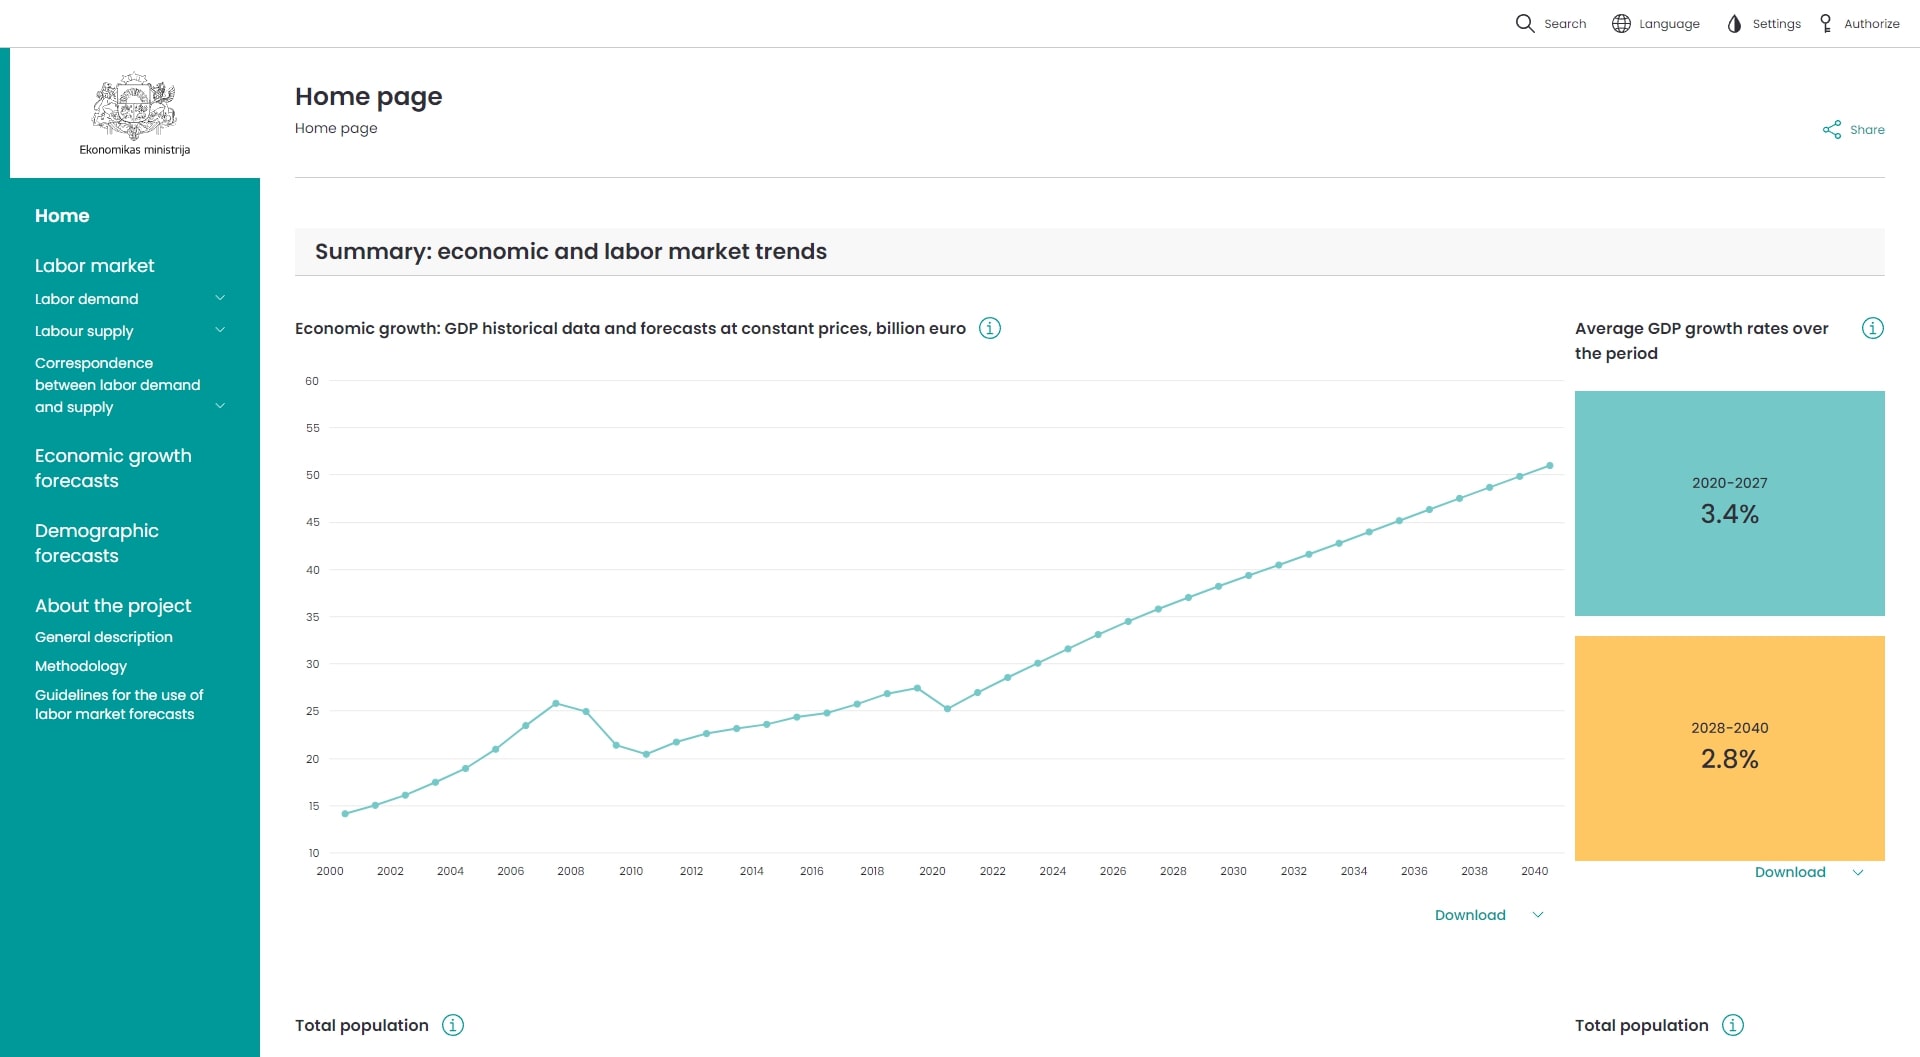 Search
Language
Settings
Authorize
Ekonomikas ministrija
Home page
Home page
Share
Home
Labor market
Labor demand
Labour supply
Correspondence
between labor demand
and supply
Economic growth
forecasts
Demographic
forecasts
About the project
General description
Methodology
Guidelines for the use of
labor market forecasts
Summary: economic and labor market trends
Economic growth: GDP historical data and forecasts at constant prices, billion euro
60
55
50
45
40
35
30
25
20
15
10
2000 2002 2004 2006 2008 2010 2012 2014 2016 2018 2020 2022 2024 2026 2028 2030 2032 2034 2036 2038 2040
Download
Average GDP growth rates over
the period
2020-2027
3.4%
2028-2040
2.8%
Download
Total population
Total population